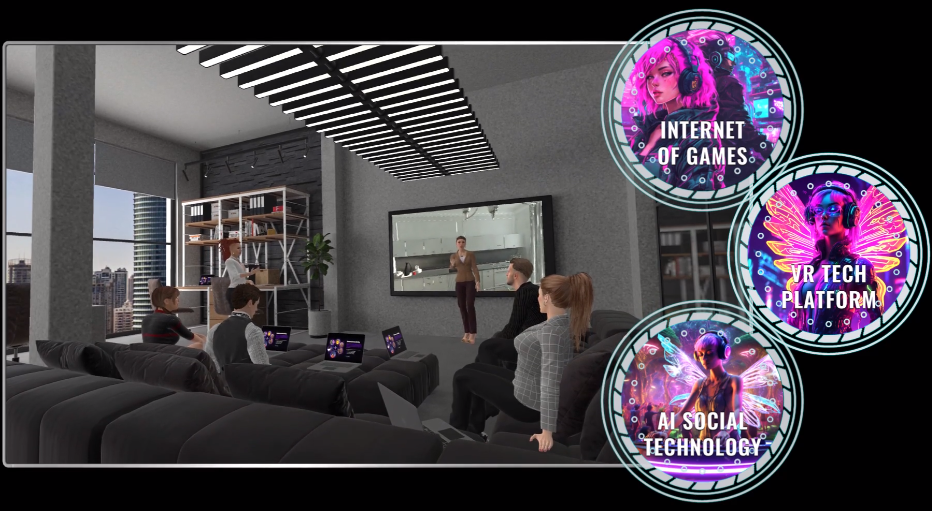 INTERNET
OF GAMES
VR TECH
PLATFORM
AI SOCIAL
TECHNOLOGY